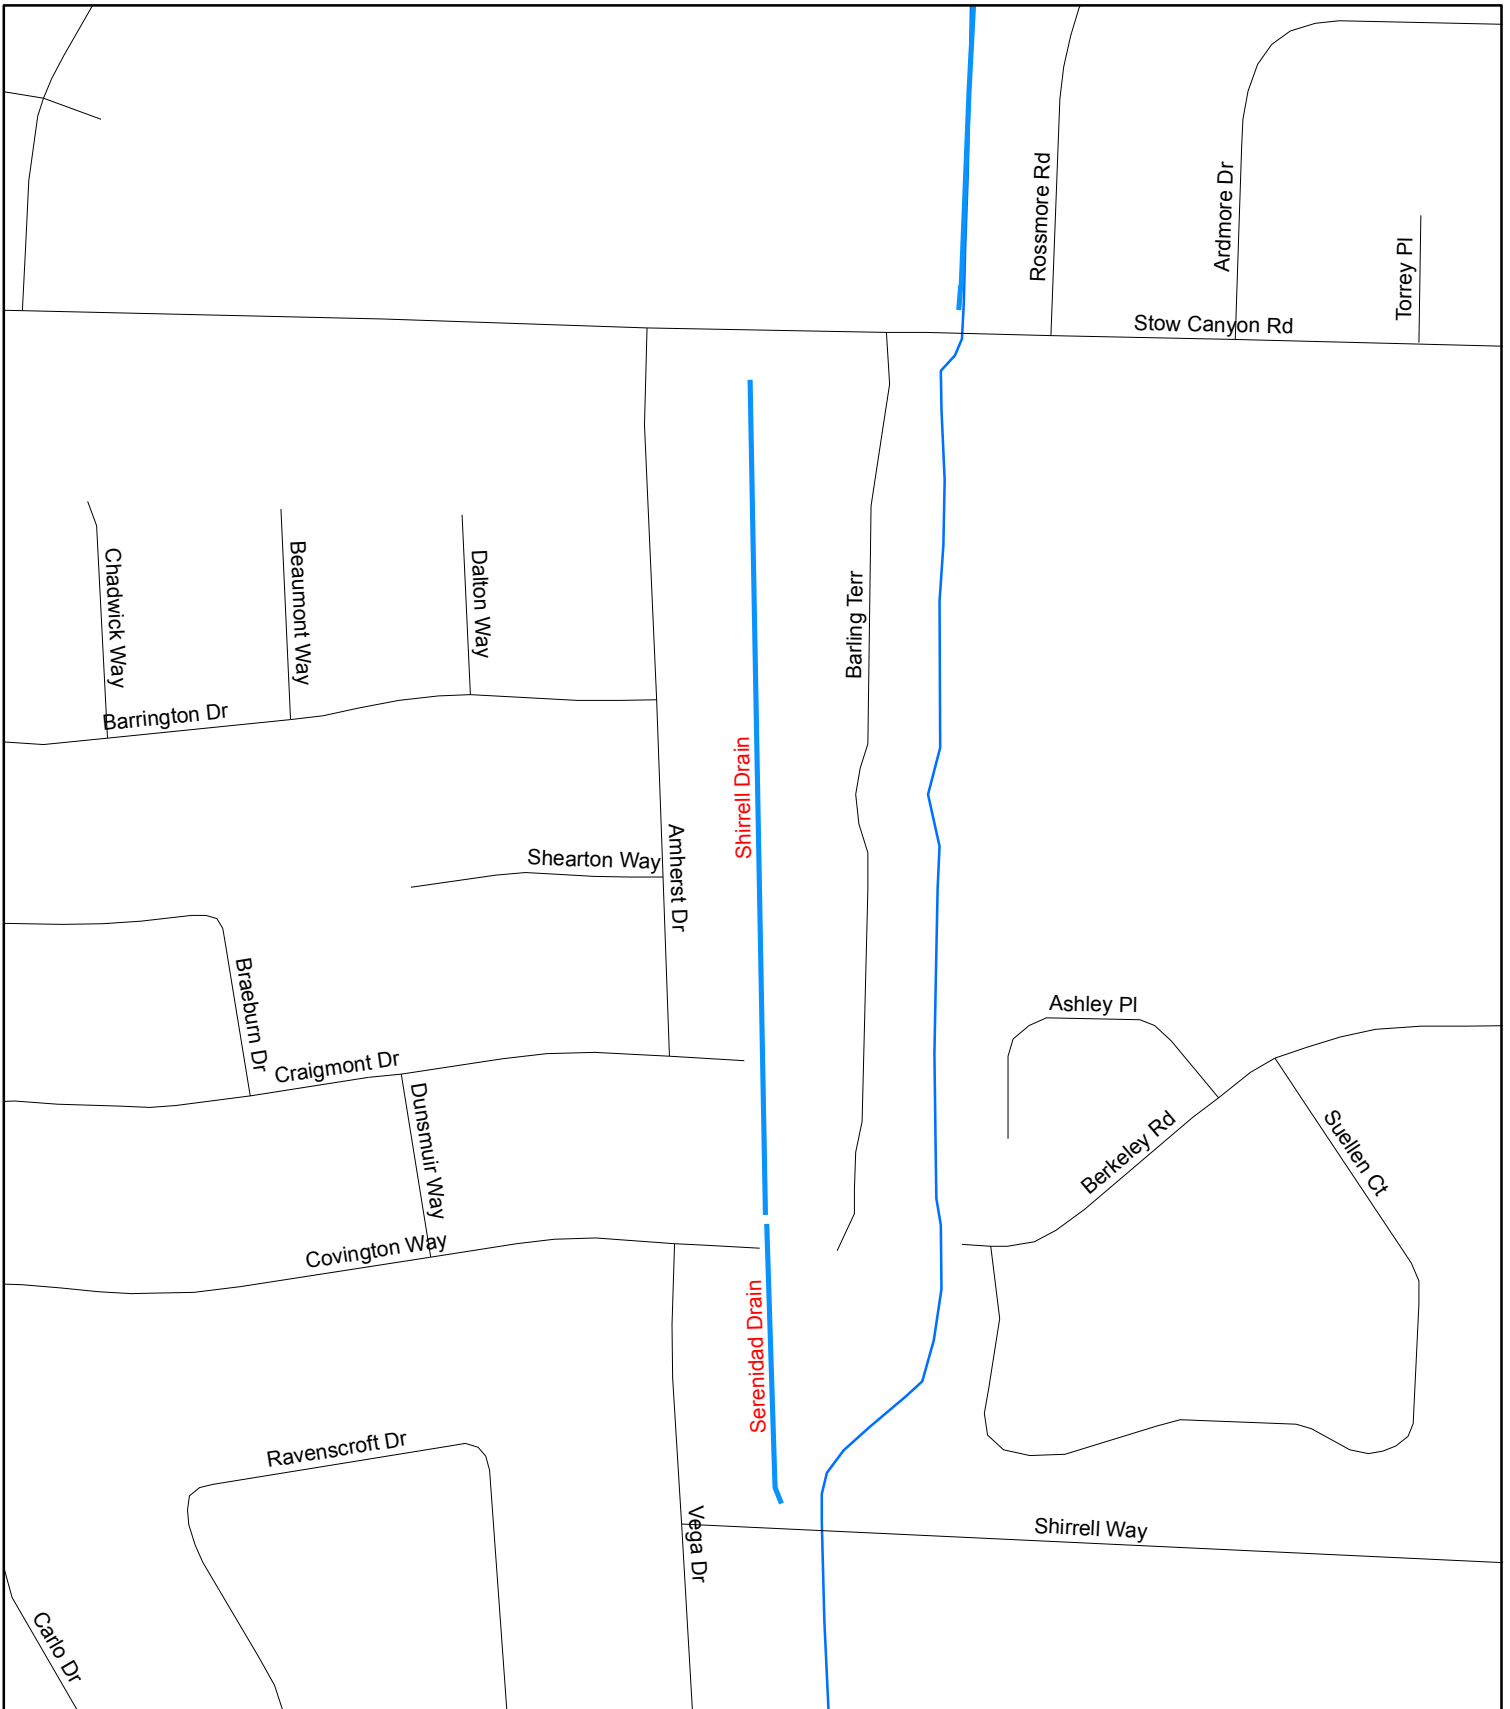 Rossmore Rd
Ardmore Dr
Torrey Pl
Stow Canyon Rd
Chadwick Way
Beaumont Way
Dalton Way
Barling Terr
Barrington Dr
Shirrell Drain
Amherst Dr
Shearton Way
Braeburn Dr
Ashley Pl
Craigmont Dr
Dunsmuir Way
Berkeley Rd
Suellen Ct
Covington Way
Serenidad Drain
Ravenscroft Dr
Vega Dr
Shirrell Way
Carlo Dr